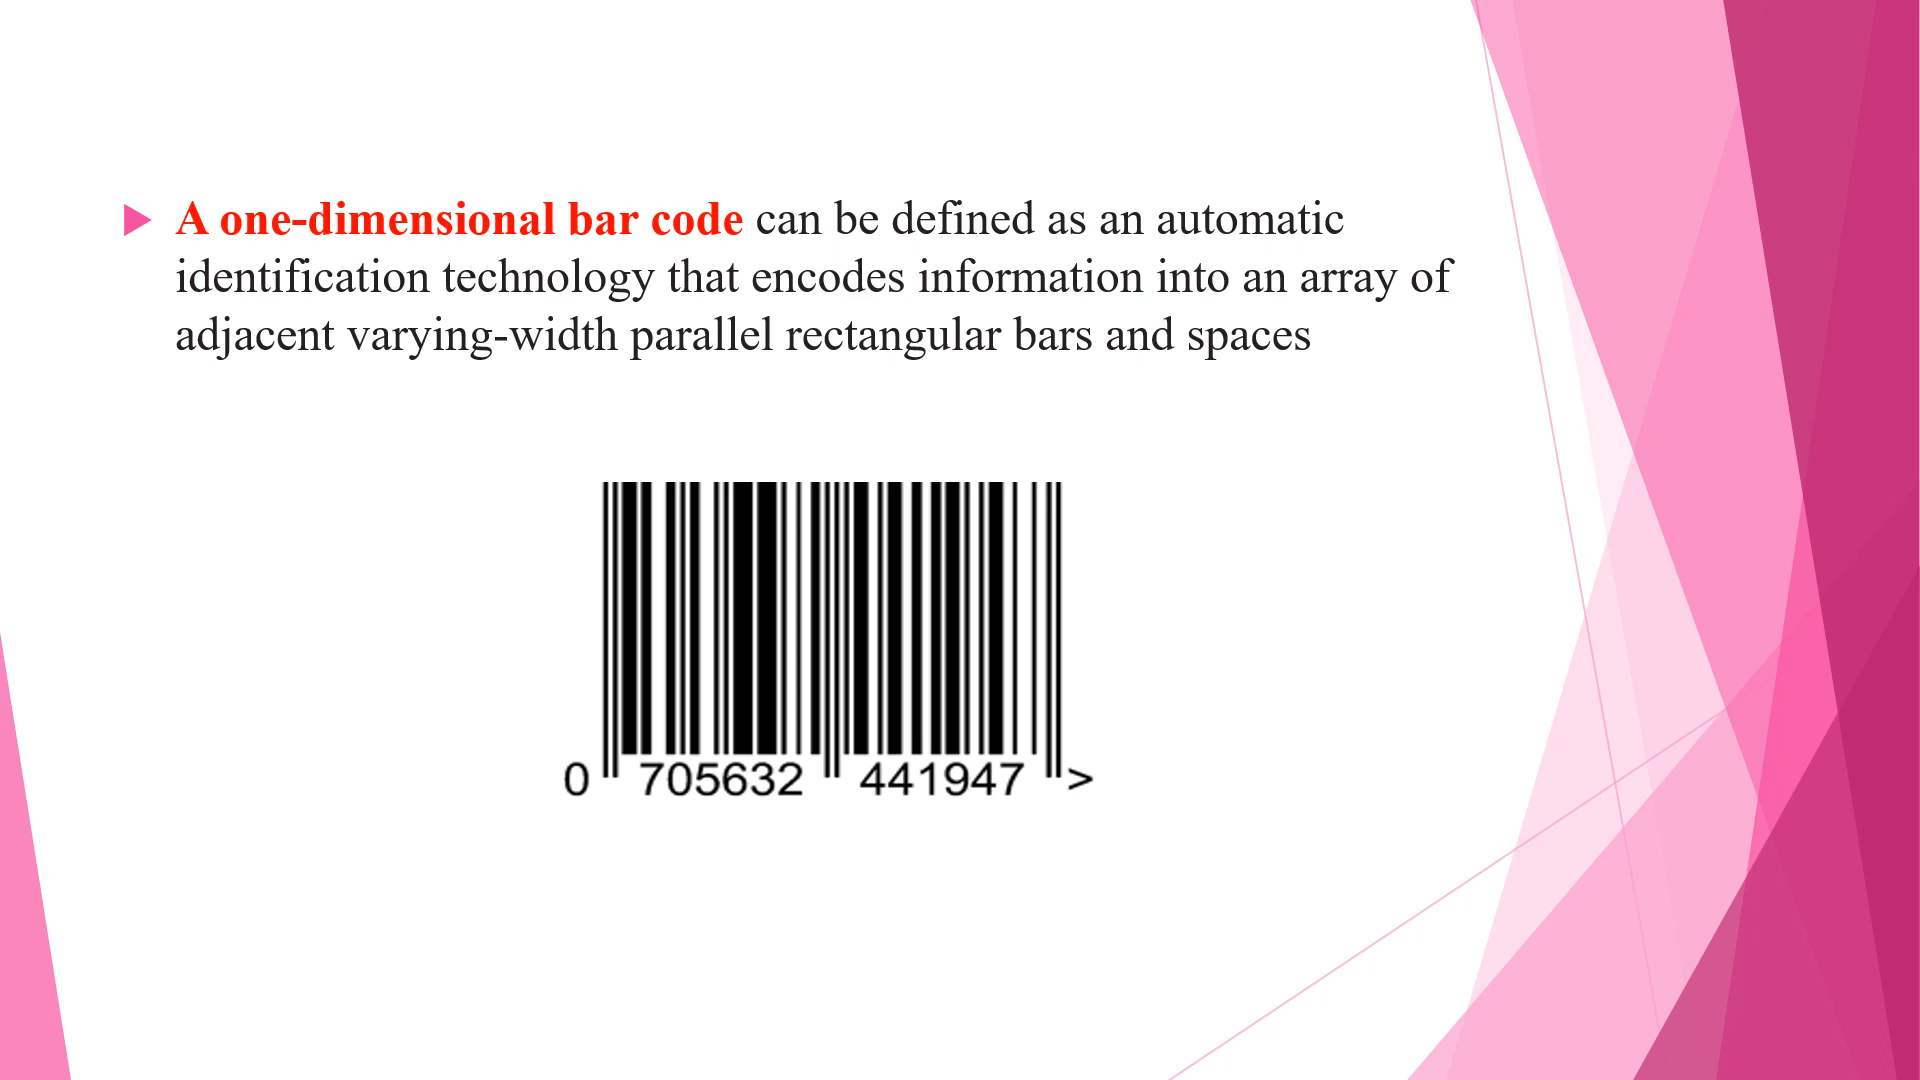 A one-dimensional bar code can be defined as an automatic
identification technology that encodes information into an array of
adjacent varying-width parallel rectangular bars and spaces
0 705632 441947 >